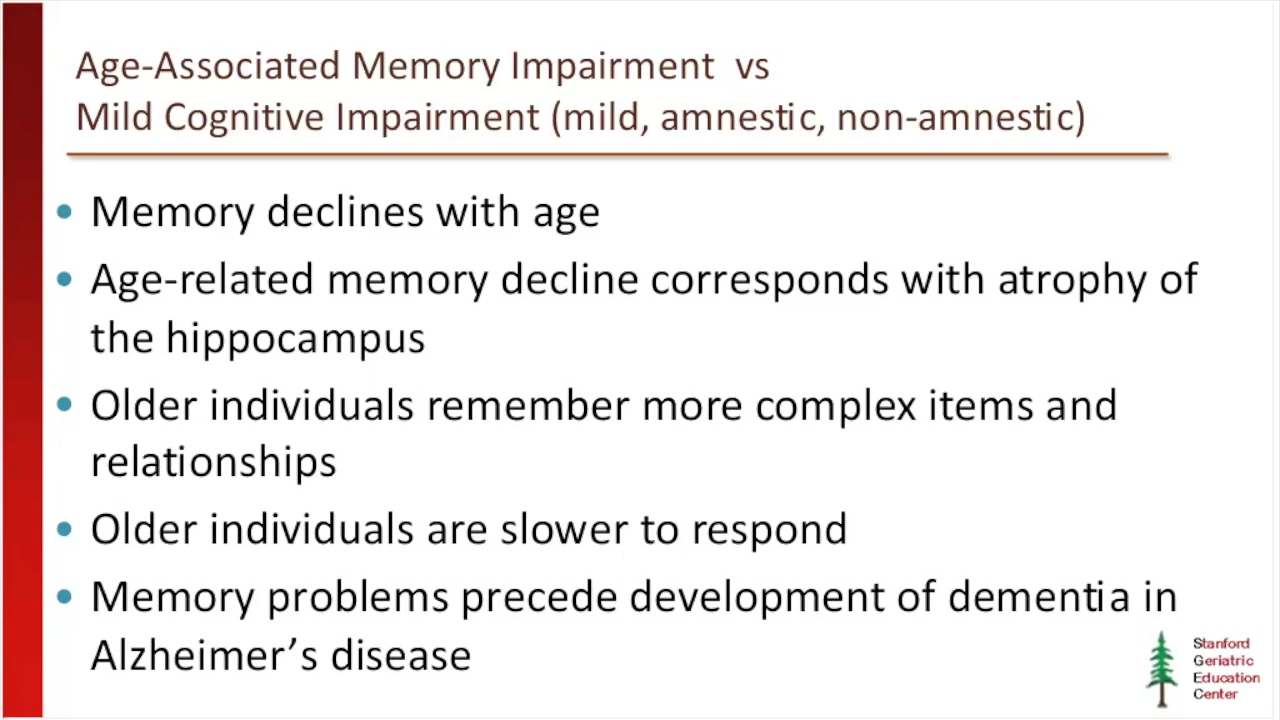 Age-Associated Memory Impairment vs
Mild Cognitive Impairment (mild, amnestic, non-amnestic)
• Memory declines with age
• Age-related memory decline corresponds with atrophy of
the hippocampus
• Older individuals remember more complex items and
relationships
• Older individuals are slower to respond
• Memory problems precede development of dementia in
Alzheimer’s disease
Stanford
Geriatric
Education
Center